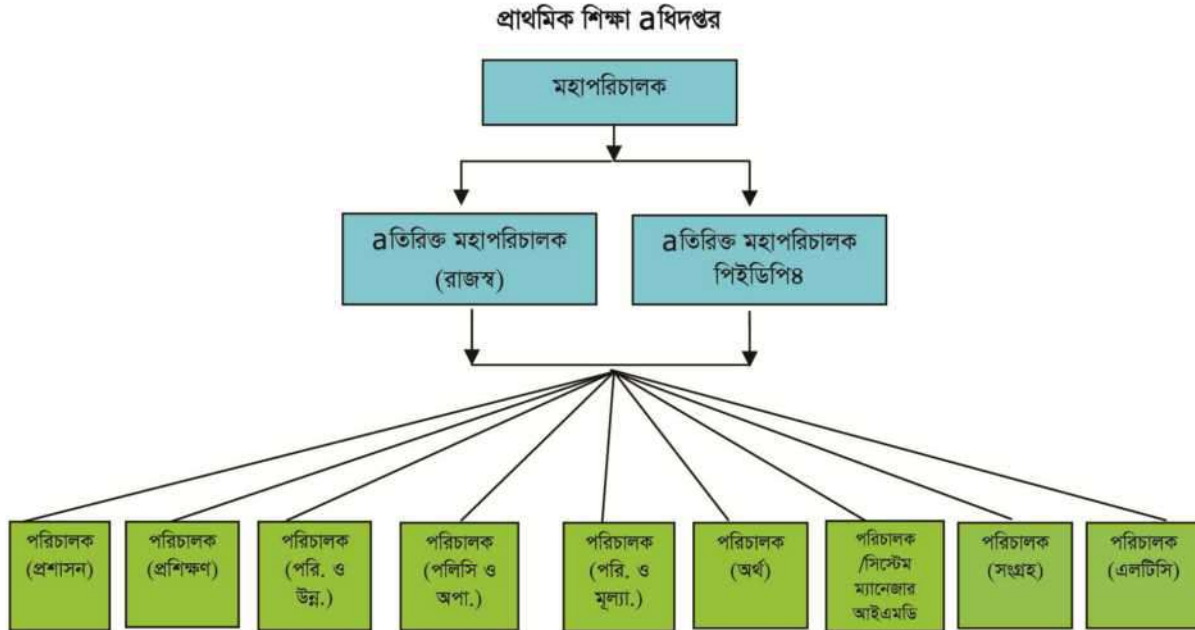 প্রাথমিক শিক্ষা aধিদপ্তর
মহাপরিচালক
aতিরিক্ত মহাপরিচালক
(রাজস্ব)
aতিরিক্ত মহাপরিচালক
পিইডিপি৪
পরিচালক
(প্রশাসন)
পরিচালক
(প্রশিক্ষণ)
পরিচালক
(পরি. ও
উন্ন.)
পরিচালক
(পলিসি ও
অপা.)
পরিচালক
(পরি. ও
মূল্যা.)
পরিচালক
(অর্থ)
পরিচালক
/সিস্টেম
ম্যানেজার
আইএমডি
পরিচালক
(সংগ্রহ)
পরিচালক
(এলটিসি)